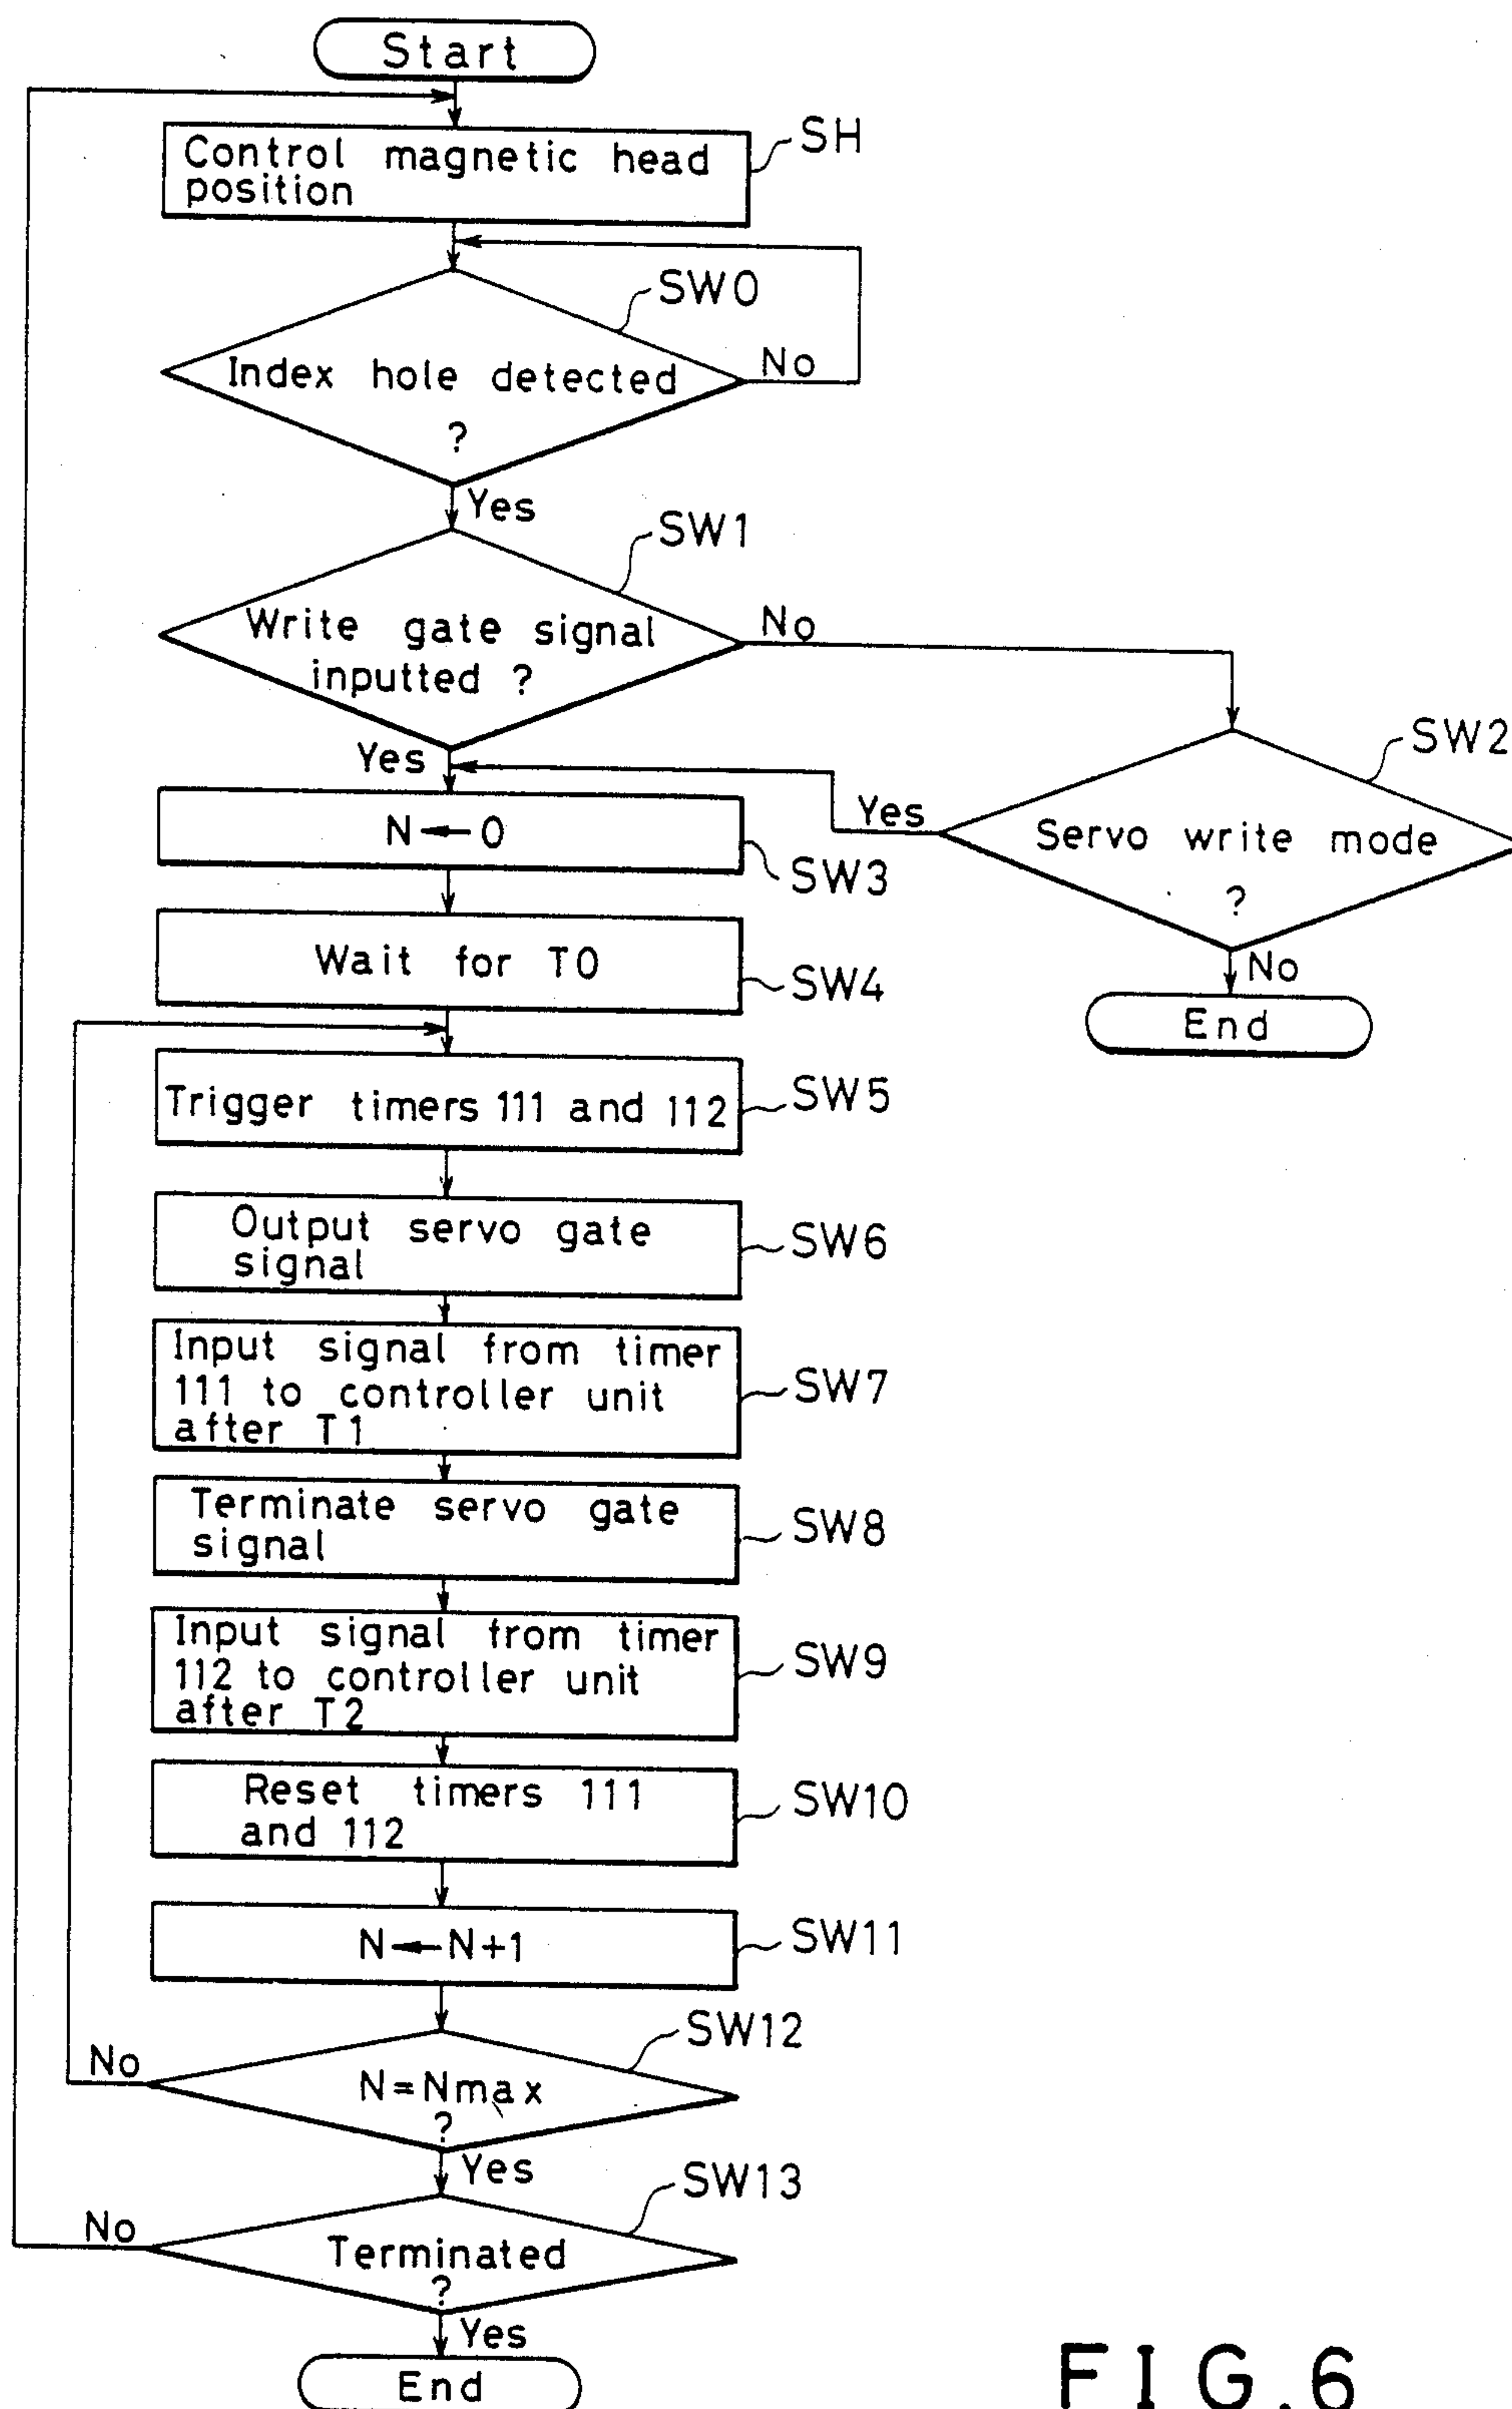 Start
Control magnetic head
position
SH
SW0
Index hole detected
?
No
Yes
SW1
Write gate signal
inputted ?
No
Yes
SW2
Servo write mode
?
Yes
No
End
N←0
SW3
Wait for T0
SW4
Trigger timers 111 and 112
SW5
Output servo gate
signal
SW6
Input signal from timer
111 to controller unit
after T1
SW7
Terminate servo gate
signal
SW8
Input signal from timer
112 to controller unit
after T2
SW9
Reset timers 111
and 112
SW10
N←N+1
SW11
SW12
N=Nmax
?
No
Yes
SW13
Terminated
?
No
Yes
End
FIG.6